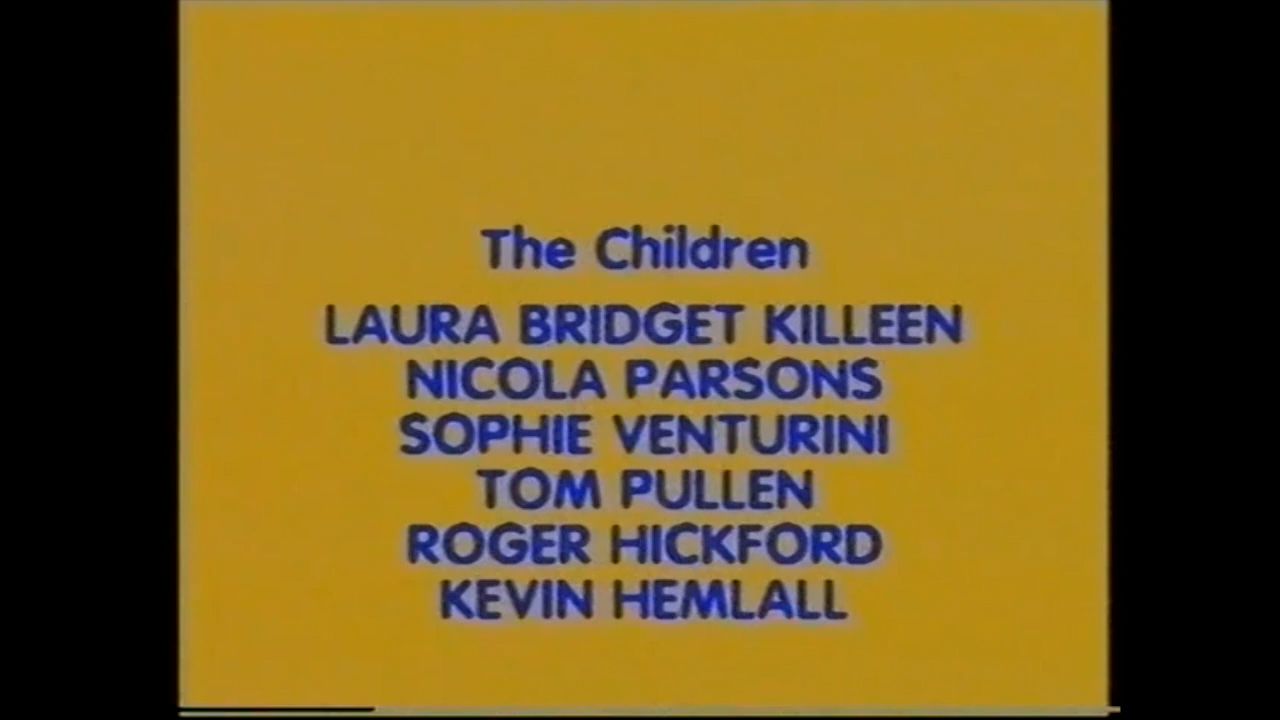 The Children
LAURA BRIDGET KILLEEN
NICOLA PARSONS
SOPHIE VENTURINI
TOM PULLEN
ROGER HICKFORD
KEVIN HEMLALL